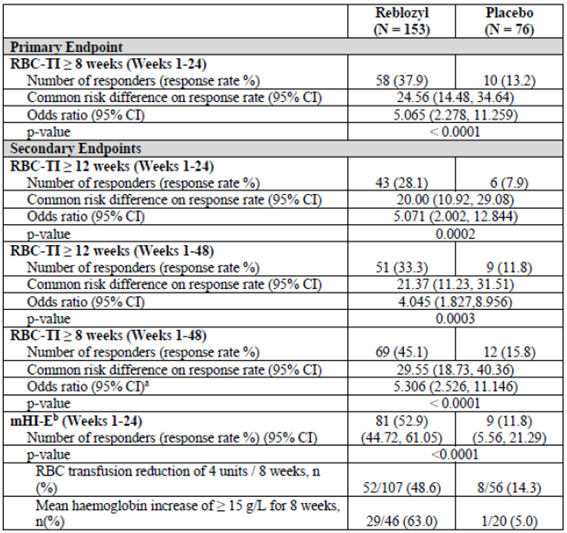 Reblozyl Placebo
(N = 153) (N = 76)
Primary Endpoint
RBC-TI ≥ 8 weeks (Weeks 1-24)
Number of responders (response rate %) 58 (37.9) 10 (13.2)
Common risk difference on response rate (95% CI) 24.56 (14.48, 34.64)
Odds ratio (95% CI) 5.065 (2.278, 11.259)
p-value < 0.0001
Secondary Endpoints
RBC-TI ≥ 12 weeks (Weeks 1-24)
Number of responders (response rate %) 43 (28.1) 6 (7.9)
Common risk difference on response rate (95% CI) 20.00 (10.92, 29.08)
Odds ratio (95% CI) 5.071 (2.002, 12.844)
p-value 0.0002
RBC-TI ≥ 12 weeks (Weeks 1-48)
Number of responders (response rate %) 51 (33.3) 9 (11.8)
Common risk difference on response rate (95% CI) 21.37 (11.23, 31.51)
Odds ratio (95% CI) 4.045 (1.827,8.956)
p-value 0.0003
RBC-TI ≥ 8 weeks (Weeks 1-48)
Number of responders (response rate %) 69 (45.1) 12 (15.8)
Common risk difference on response rate (95% CI) 29.55 (18.73, 40.36)
Odds ratio (95% CI)ᵃ 5.306 (2.526, 11.146)
p-value < 0.0001
mHI-Eᵇ (Weeks 1-24) 81 (52.9) 9 (11.8)
Number of responders (response rate %) (95% CI) (44.72, 61.05) (5.56, 21.29)
p-value <0.0001
RBC transfusion reduction of 4 units / 8 weeks, n
(%) 52/107 (48.6) 8/56 (14.3)
Mean haemoglobin increase of ≥ 15 g/L for 8 weeks,
n(%) 29/46 (63.0) 1/20 (5.0)